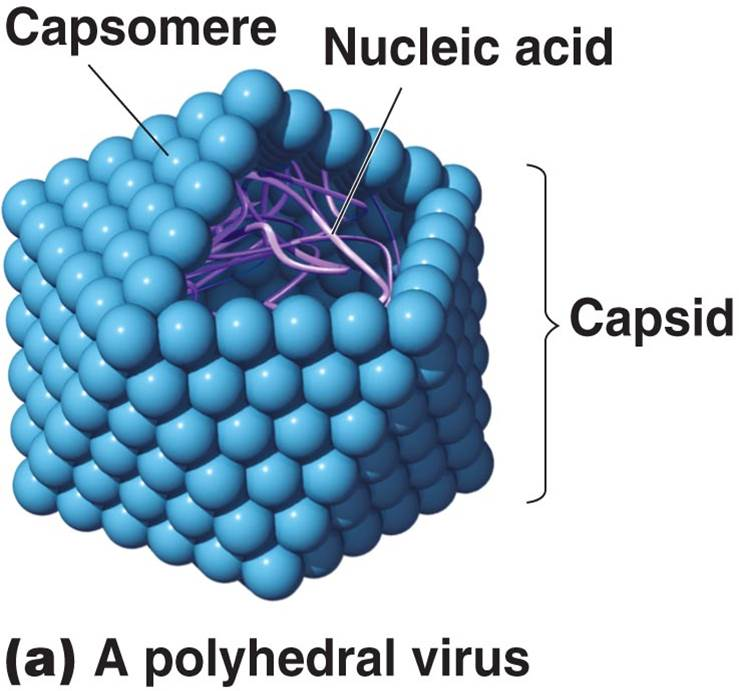 Capsomere
Nucleic acid
Capsid
(a) A polyhedral virus